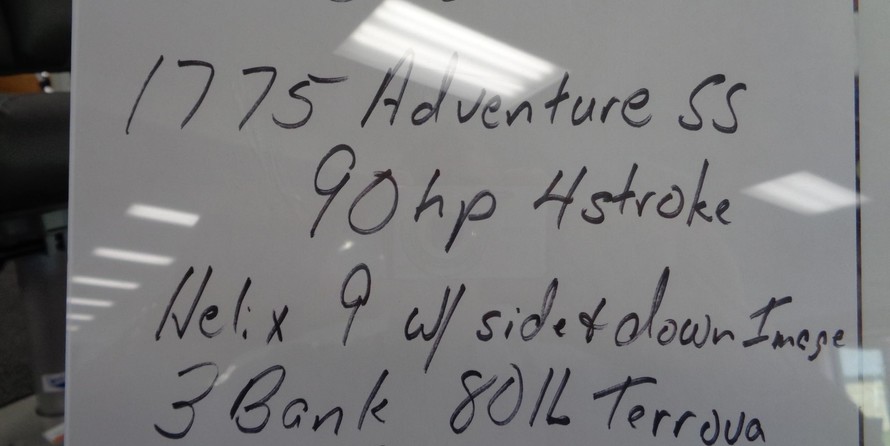 1775 Adventure SS
90hp 4stroke
Helix 9 w/ side & down Image
3 Bank 80lb Terrova